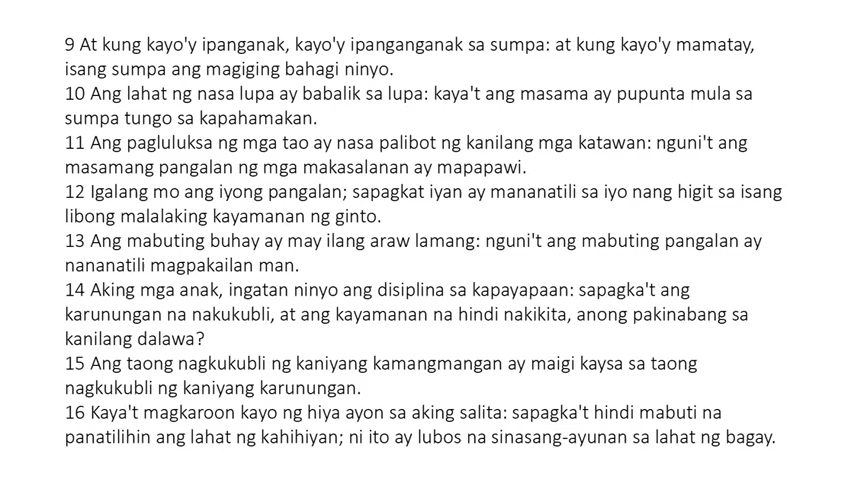 9 At kung kayo'y ipanganak, kayo'y ipanganganak sa sumpa: at kung kayo'y mamatay,
isang sumpa ang magiging bahagi ninyo.
10 Ang lahat ng nasa lupa ay babalik sa lupa: kaya't ang masama ay pupunta mula sa
sumpa tungo sa kapahamakan.
11 Ang pagluluksa ng mga tao ay nasa palibot ng kanilang mga katawan: nguni't ang
masamang pangalan ng mga makasalanan ay mapapawi.
12 Igalang mo ang iyong pangalan; sapagkat iyan ay mananatili sa iyo nang higit sa isang
libong malalaking kayamanan ng ginto.
13 Ang mabuting buhay ay may ilang araw lamang: nguni't ang mabuting pangalan ay
nananatili magpakailan man.
14 Aking mga anak, ingatan ninyo ang disiplina sa kapayapaan: sapagka't ang
karunungan na nakukubli, at ang kayamanan na hindi nakikita, anong pakinabang sa
kanilang dalawa?
15 Ang taong nagkukubli ng kaniyang kamangmangan ay maigi kaysa sa taong
nagkukubli ng kaniyang karunungan.
16 Kaya't magkaroon kayo ng hiya ayon sa aking salita: sapagka't hindi mabuti na
panatilihin ang lahat ng kahihiyan; ni ito ay lubos na sinasang-ayunan sa lahat ng bagay.